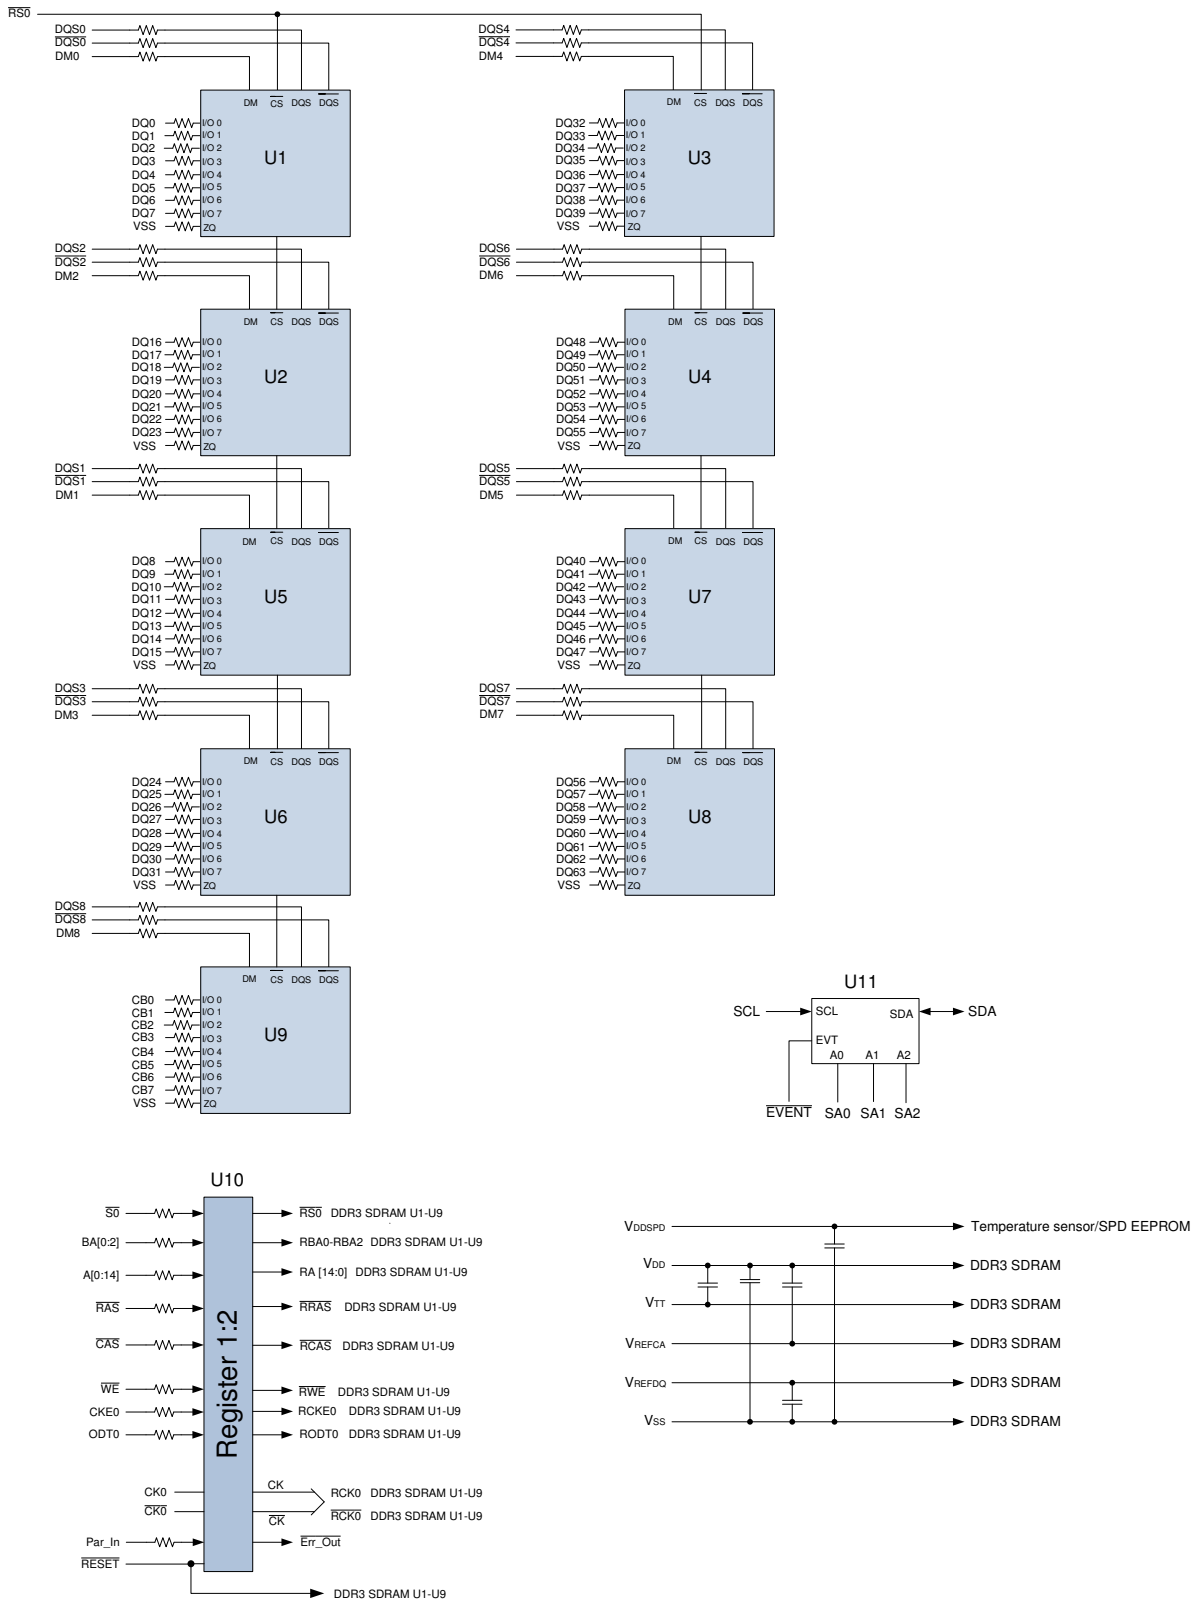 RS0
DQS0
DQS0
DM0
DM CS DQS DQS
U1
DQ0 I/O 0
DQ1 I/O 1
DQ2 I/O 2
DQ3 I/O 3
DQ4 I/O 4
DQ5 I/O 5
DQ6 I/O 6
DQ7 I/O 7
VSS ZQ
DQS2
DQS2
DM2
DM CS DQS DQS
U2
DQ16 I/O 0
DQ17 I/O 1
DQ18 I/O 2
DQ19 I/O 3
DQ20 I/O 4
DQ21 I/O 5
DQ22 I/O 6
DQ23 I/O 7
VSS ZQ
DQS1
DQS1
DM1
DM CS DQS DQS
U5
DQ8 I/O 0
DQ9 I/O 1
DQ10 I/O 2
DQ11 I/O 3
DQ12 I/O 4
DQ13 I/O 5
DQ14 I/O 6
DQ15 I/O 7
VSS ZQ
DQS3
DQS3
DM3
DM CS DQS DQS
U6
DQ24 I/O 0
DQ25 I/O 1
DQ26 I/O 2
DQ27 I/O 3
DQ28 I/O 4
DQ29 I/O 5
DQ30 I/O 6
DQ31 I/O 7
VSS ZQ
DQS8
DQS8
DM8
DM CS DQS DQS
U9
CB0 I/O 0
CB1 I/O 1
CB2 I/O 2
CB3 I/O 3
CB4 I/O 4
CB5 I/O 5
CB6 I/O 6
CB7 I/O 7
VSS ZQ
DQS4
DQS4
DM4
DM CS DQS DQS
U3
DQ32 I/O 0
DQ33 I/O 1
DQ34 I/O 2
DQ35 I/O 3
DQ36 I/O 4
DQ37 I/O 5
DQ38 I/O 6
DQ39 I/O 7
VSS ZQ
DQS6
DQS6
DM6
DM CS DQS DQS
U4
DQ48 I/O 0
DQ49 I/O 1
DQ50 I/O 2
DQ51 I/O 3
DQ52 I/O 4
DQ53 I/O 5
DQ54 I/O 6
DQ55 I/O 7
VSS ZQ
DQS5
DQS5
DM5
DM CS DQS DQS
U7
DQ40 I/O 0
DQ41 I/O 1
DQ42 I/O 2
DQ43 I/O 3
DQ44 I/O 4
DQ45 I/O 5
DQ46 I/O 6
DQ47 I/O 7
VSS ZQ
DQS7
DQS7
DM7
DM CS DQS DQS
U8
DQ56 I/O 0
DQ57 I/O 1
DQ58 I/O 2
DQ59 I/O 3
DQ60 I/O 4
DQ61 I/O 5
DQ62 I/O 6
DQ63 I/O 7
VSS ZQ
U11
SCL SCL SDA SDA
EVT
A0 A1 A2
EVENT SA0 SA1 SA2
U10
Register 1:2
S0 RS0 DDR3 SDRAM U1-U9
BA[0:2] RBA0-RBA2 DDR3 SDRAM U1-U9
A[0:14] RA [14:0] DDR3 SDRAM U1-U9
RAS RRAS DDR3 SDRAM U1-U9
CAS RCAS DDR3 SDRAM U1-U9
WE RWE DDR3 SDRAM U1-U9
CKE0 RCKE0 DDR3 SDRAM U1-U9
ODT0 RODT0 DDR3 SDRAM U1-U9
CK0 CK RCK0 DDR3 SDRAM U1-U9
CK0 CK RCK0 DDR3 SDRAM U1-U9
Par_In Err_Out
RESET
DDR3 SDRAM U1-U9
VDDSPD Temperature sensor/SPD EEPROM
VDD DDR3 SDRAM
VTT DDR3 SDRAM
VREFCA DDR3 SDRAM
VREFDQ DDR3 SDRAM
VSS DDR3 SDRAM